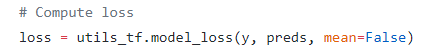 # Compute loss
loss = utils_tf.model_loss(y, preds, mean=False)